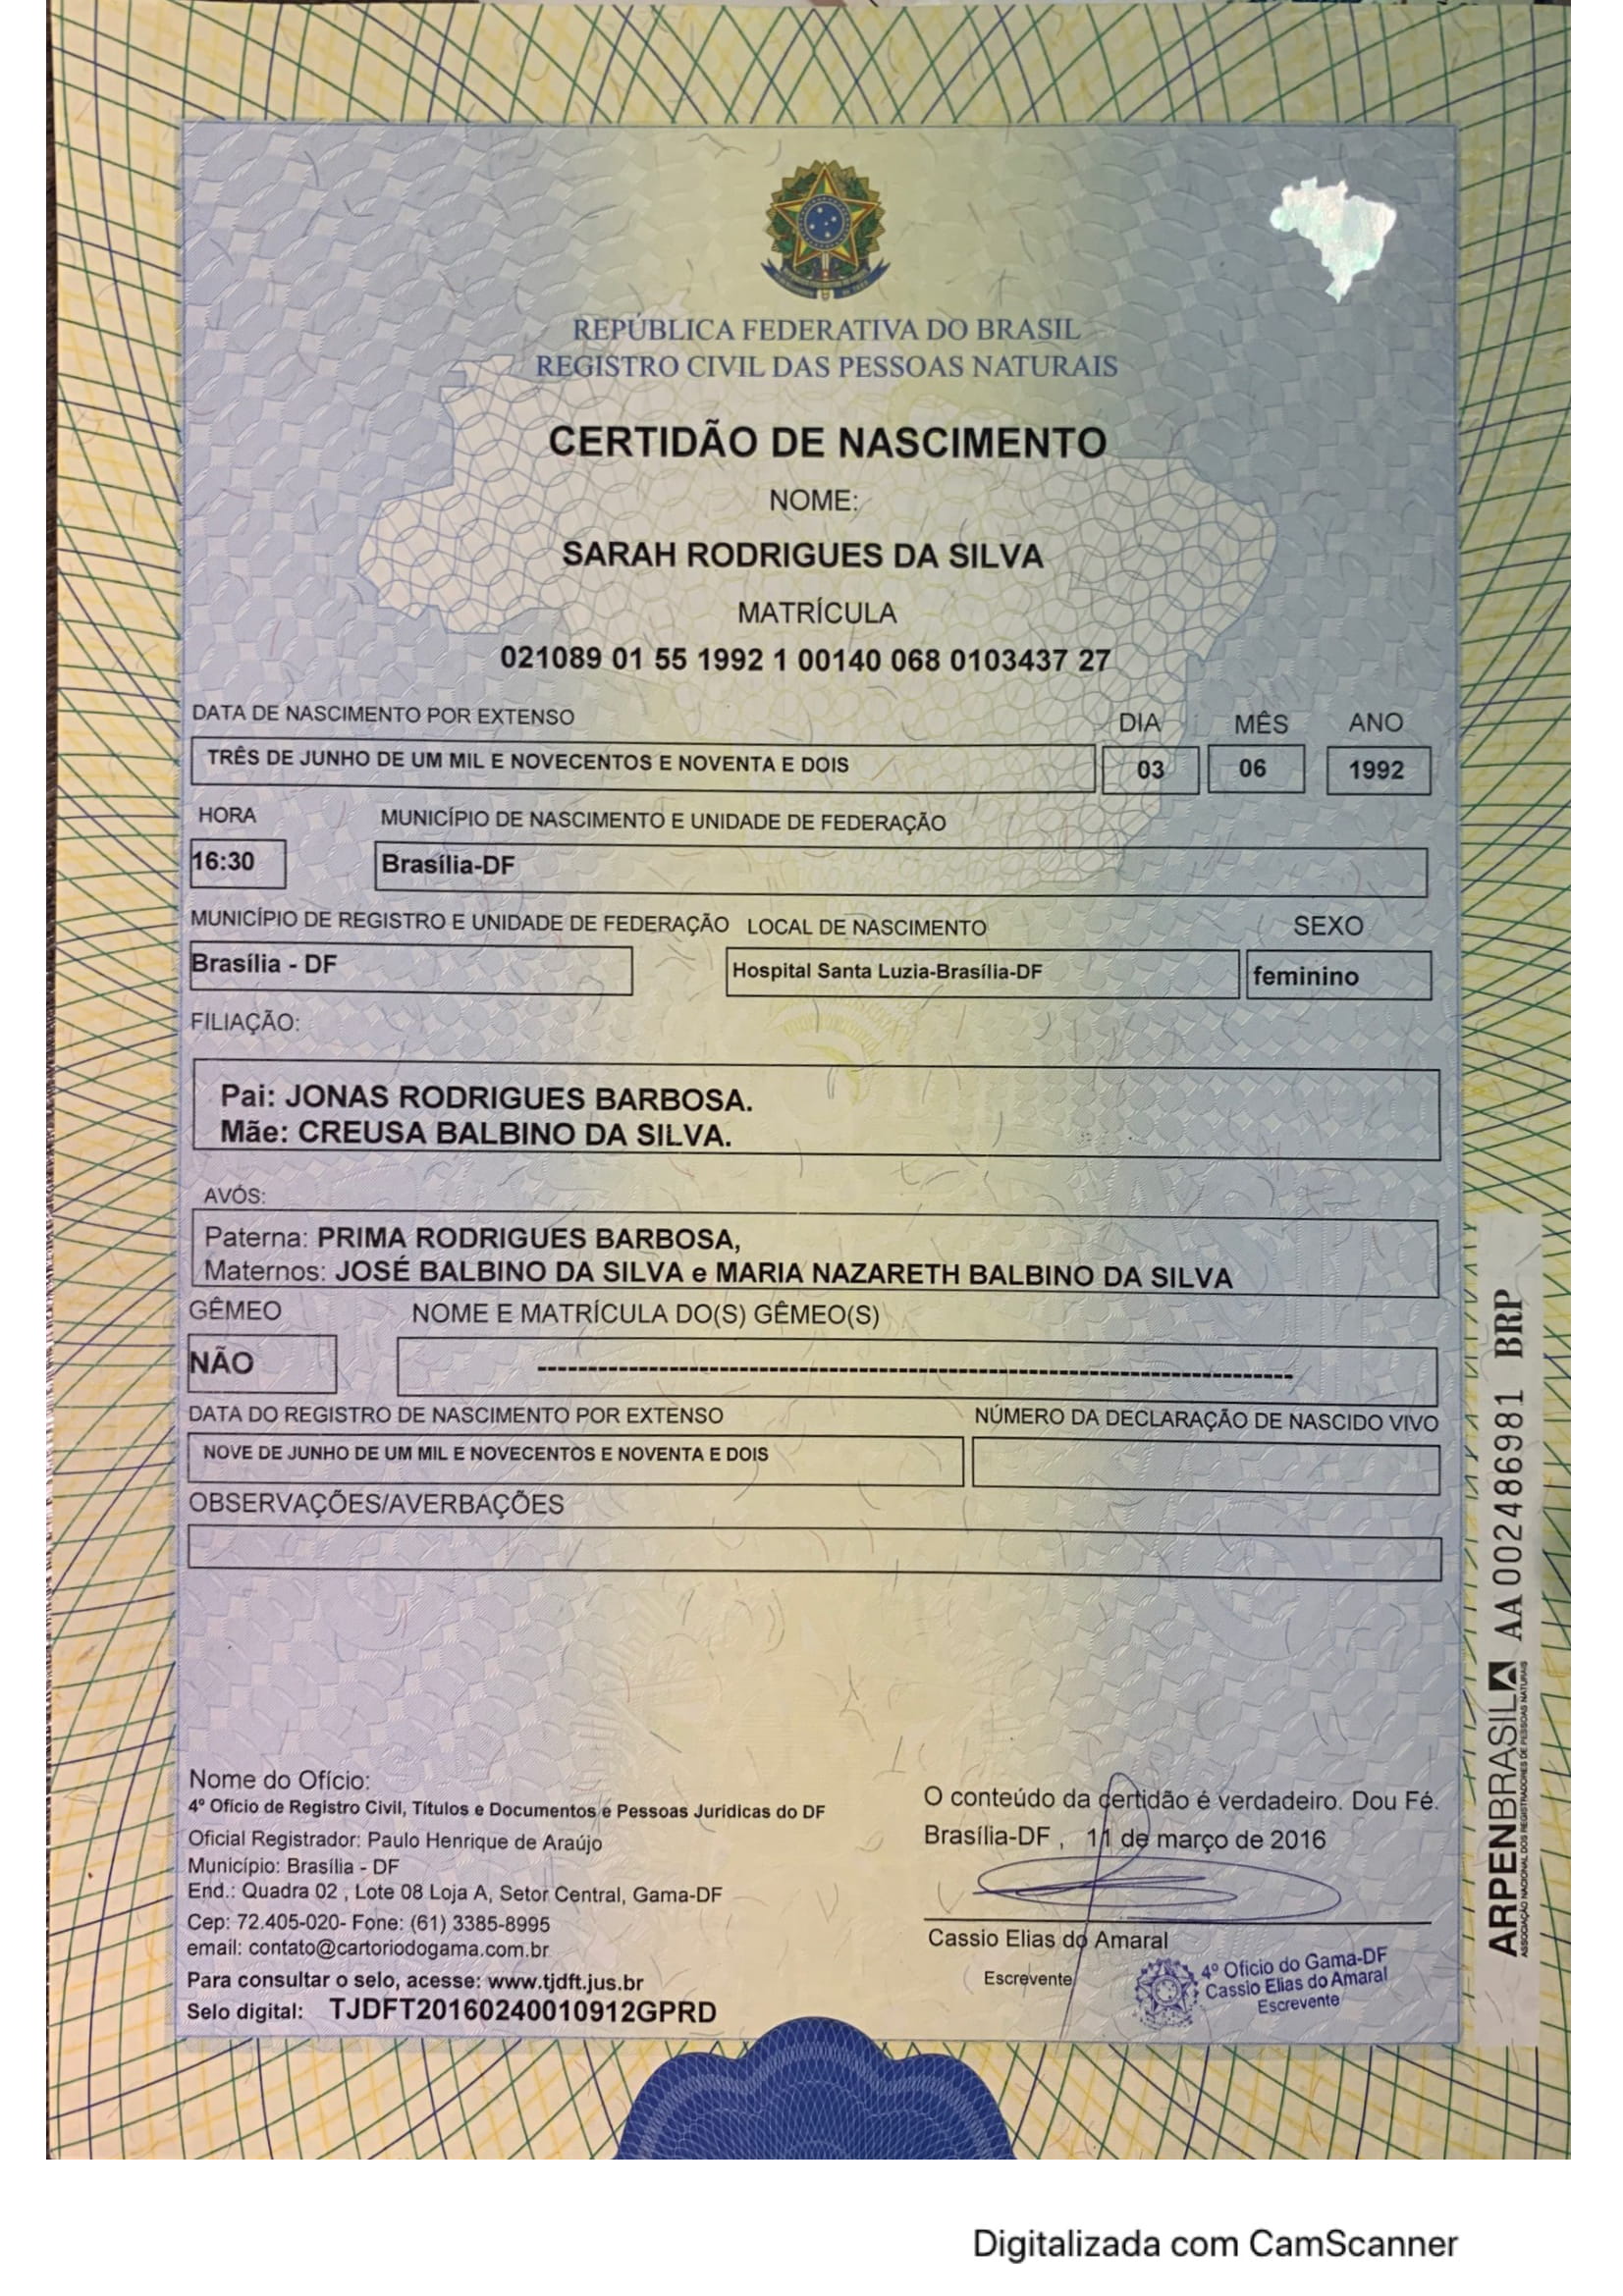 REPÚBLICA FEDERATIVA DO BRASIL
REGISTRO CIVIL DAS PESSOAS NATURAIS
CERTIDÃO DE NASCIMENTO
NOME:
SARAH RODRIGUES DA SILVA
MATRÍCULA
021089 01 55 1992 1 00140 068 0103437 27
DATA DE NASCIMENTO POR EXTENSO DIA MÊS ANO
TRÊS DE JUNHO DE UM MIL E NOVECENTOS E NOVENTA E DOIS 03 06 1992
HORA MUNICÍPIO DE NASCIMENTO E UNIDADE DE FEDERAÇÃO
16:30 Brasília-DF
MUNICÍPIO DE REGISTRO E UNIDADE DE FEDERAÇÃO LOCAL DE NASCIMENTO SEXO
Brasília - DF Hospital Santa Luzia-Brasília-DF feminino
FILIAÇÃO:
Pai: JONAS RODRIGUES BARBOSA.
Mãe: CREUSA BALBINO DA SILVA.
AVÓS:
Paterna: PRIMA RODRIGUES BARBOSA,
Maternos: JOSÉ BALBINO DA SILVA e MARIA NAZARETH BALBINO DA SILVA
GÊMEO NOME E MATRÍCULA DO(S) GÊMEO(S)
NÃO ------------------------------------------------------------------------------------
DATA DO REGISTRO DE NASCIMENTO POR EXTENSO NÚMERO DA DECLARAÇÃO DE NASCIDO VIVO
NOVE DE JUNHO DE UM MIL E NOVECENTOS E NOVENTA E DOIS
OBSERVAÇÕES/AVERBAÇÕES
Nome do Ofício:
4º Ofício de Registro Civil, Títulos e Documentos e Pessoas Jurídicas do DF
Oficial Registrador: Paulo Henrique de Araújo
Município: Brasília - DF
End.: Quadra 02 , Lote 08 Loja A, Setor Central, Gama-DF
Cep: 72.405-020- Fone: (61) 3385-8995
email: contato@cartoriodogama.com.br
Para consultar o selo, acesse: www.tjdft.jus.br
Selo digital: TJDFT20160240010912GPRD
O conteúdo da certidão é verdadeiro. Dou Fé.
Brasília-DF , 11 de março de 2016
Cassio Elias do Amaral
Escrevente
4º Ofício do Gama-DF
Cassio Elias do Amaral
Escrevente
ARPENBRASIL AA 002486981 BRP
ASSOCIAÇÃO NACIONAL DOS REGISTRADORES DE PESSOAS NATURAIS
Digitalizada com CamScanner